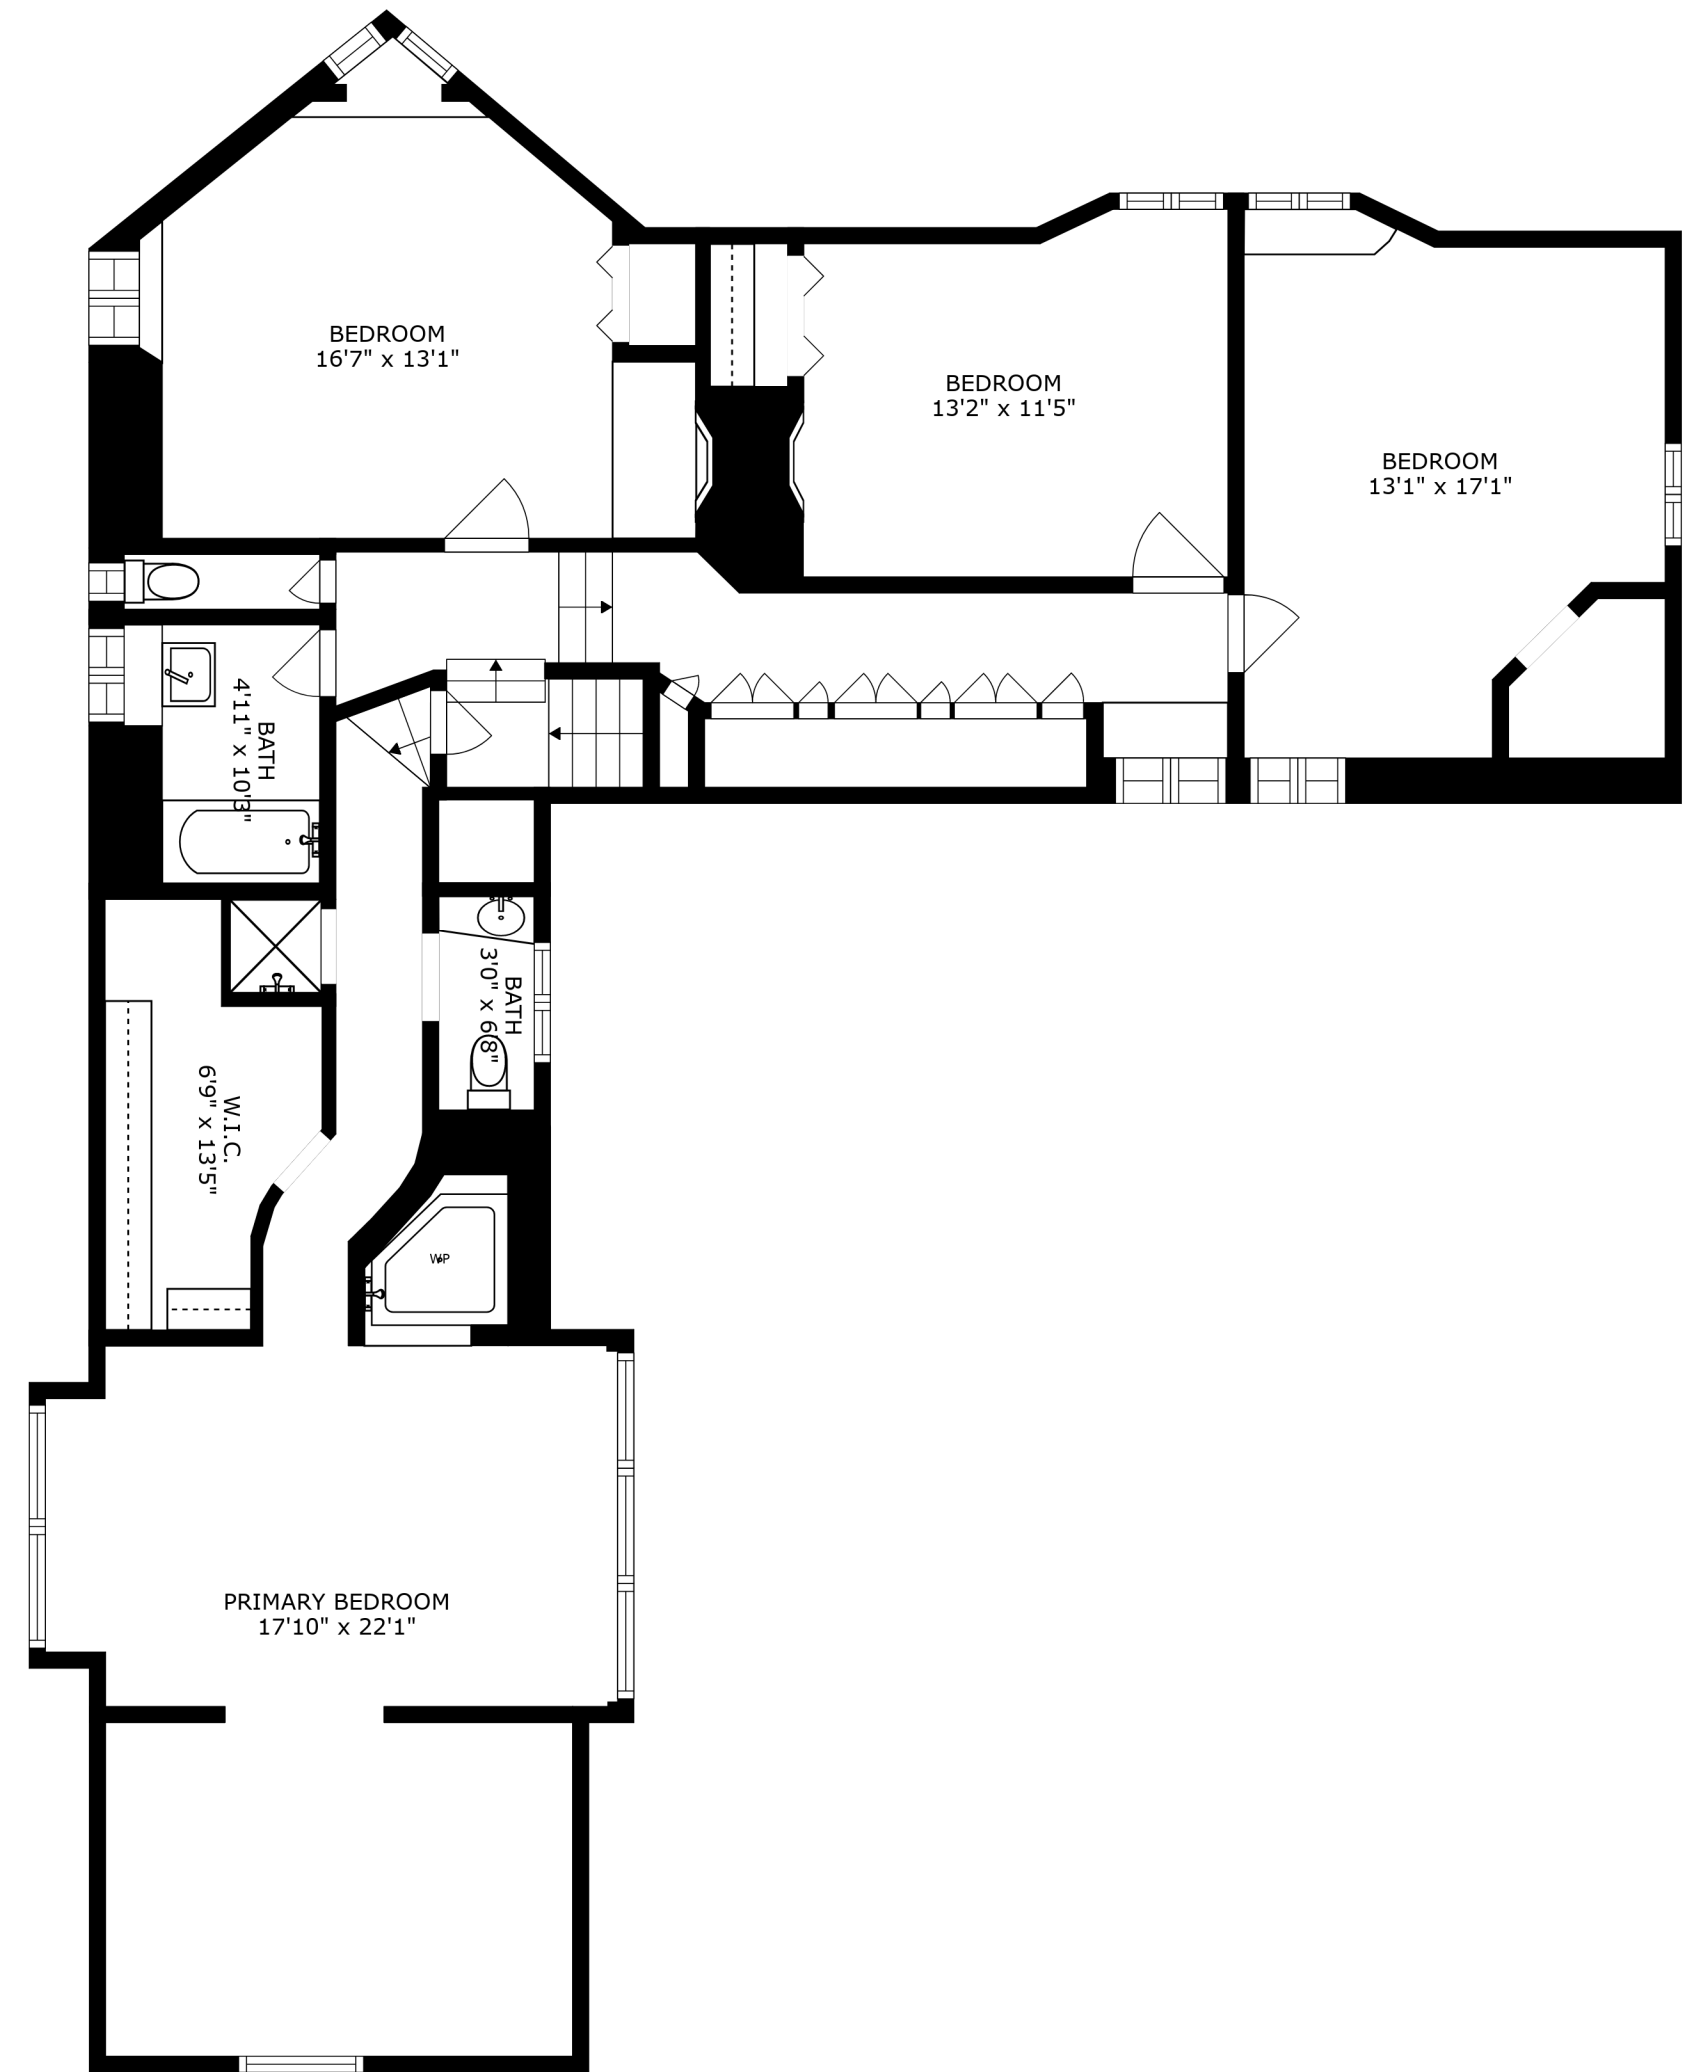 BEDROOM
16'7" x 13'1"
BEDROOM
13'2" x 11'5"
BEDROOM
13'1" x 17'1"
BATH
4'11" x 10'3"
BATH
3'0" x 6'8"
W.I.C.
6'9" x 13'5"
WP
PRIMARY BEDROOM
17'10" x 22'1"